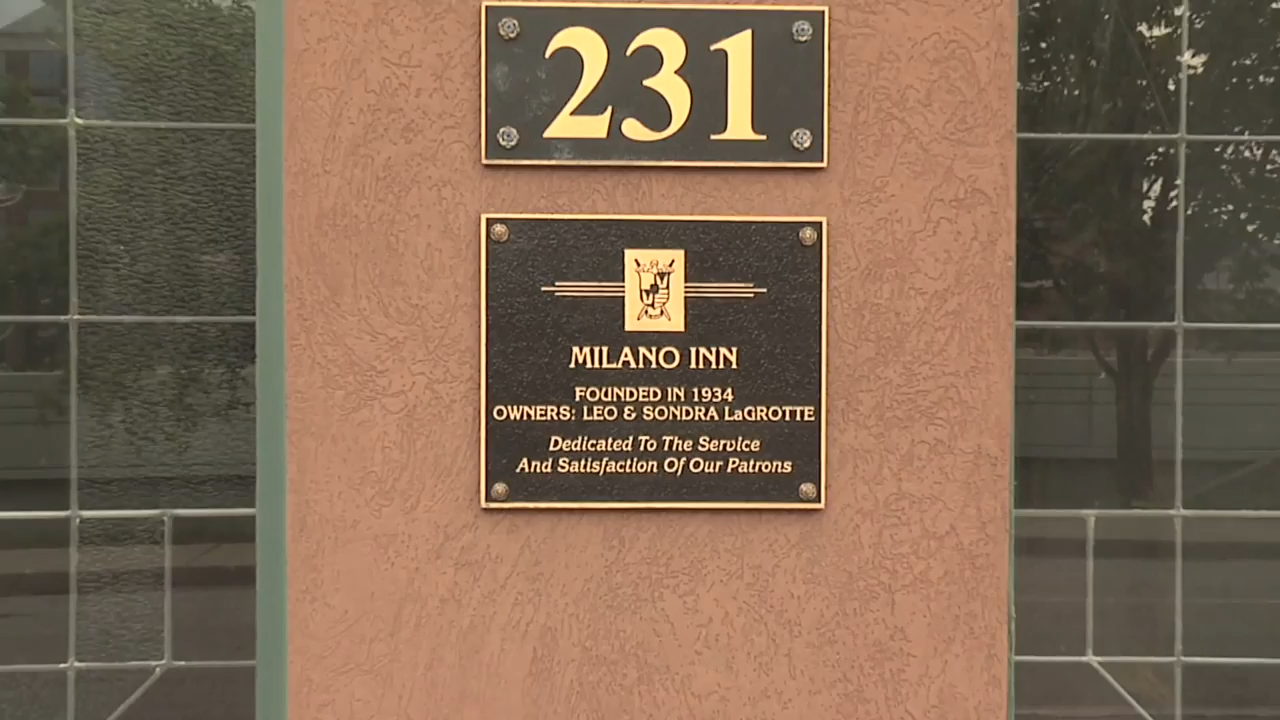 231
MILANO INN
FOUNDED IN 1934
OWNERS: LEO & SONDRA LaGROTTE
Dedicated To The Service
And Satisfaction Of Our Patrons